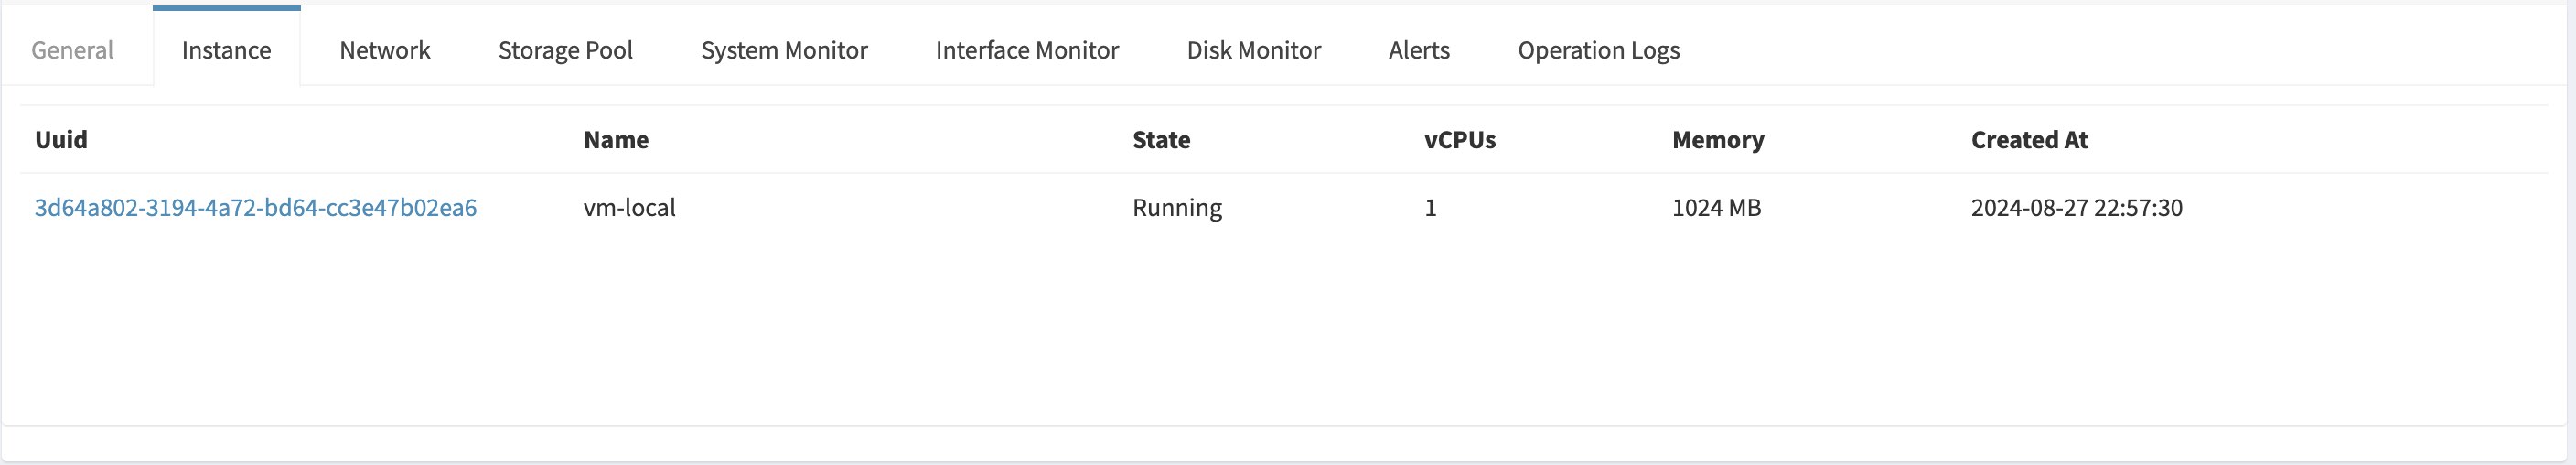 General Instance Network Storage Pool System Monitor Interface Monitor Disk Monitor Alerts Operation Logs
Uuid Name State vCPUs Memory Created At
3d64a802-3194-4a72-bd64-cc3e47b02ea6 vm-local Running 1 1024 MB 2024-08-27 22:57:30